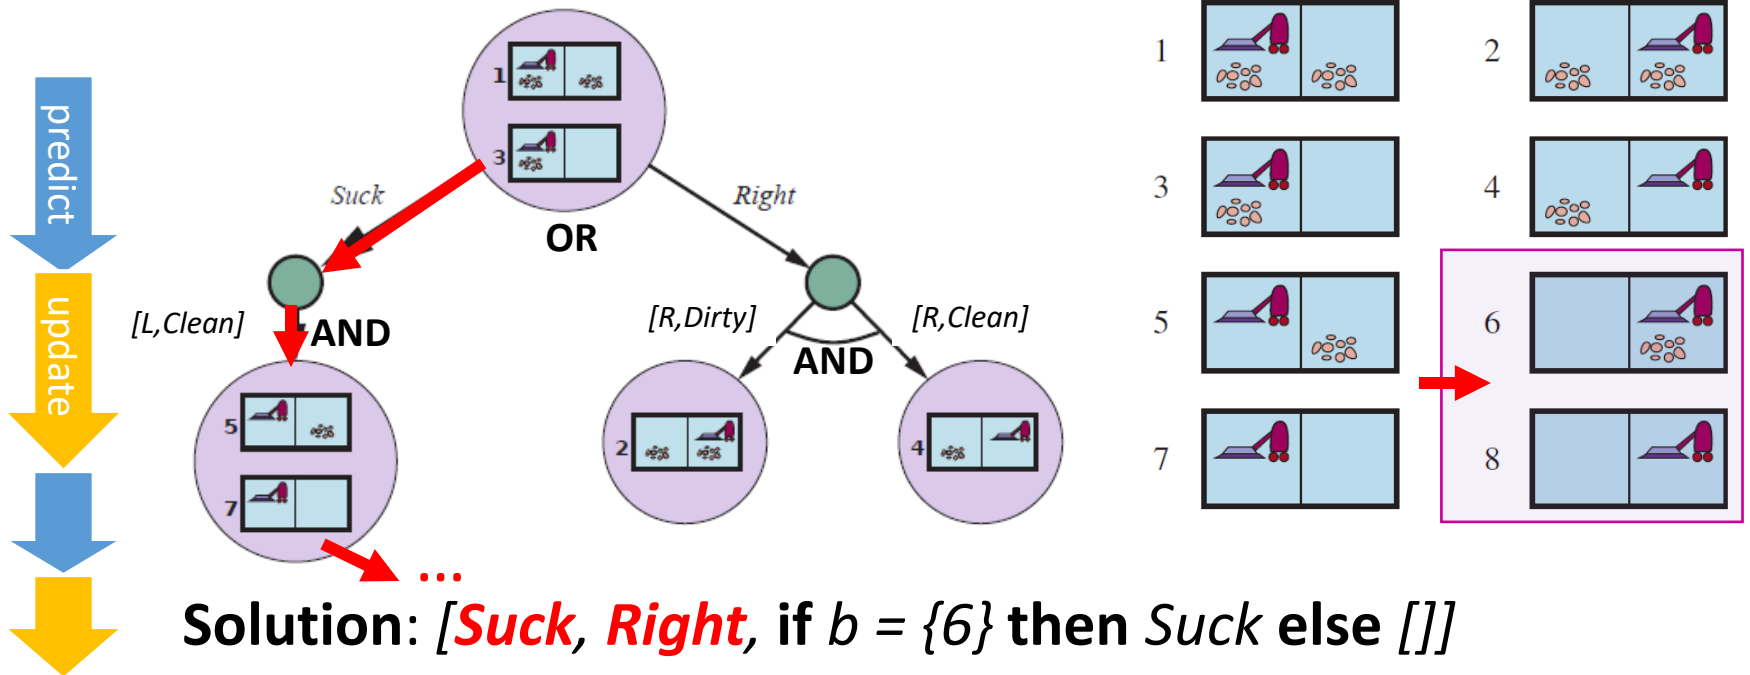 predict
update
1
3
Suck
Right
OR
[L,Clean]
AND
[R,Dirty]
[R,Clean]
AND
5
7
2
4
...
1
2
3
4
5
6
7
8
Solution: [Suck, Right, if b = {6} then Suck else []]